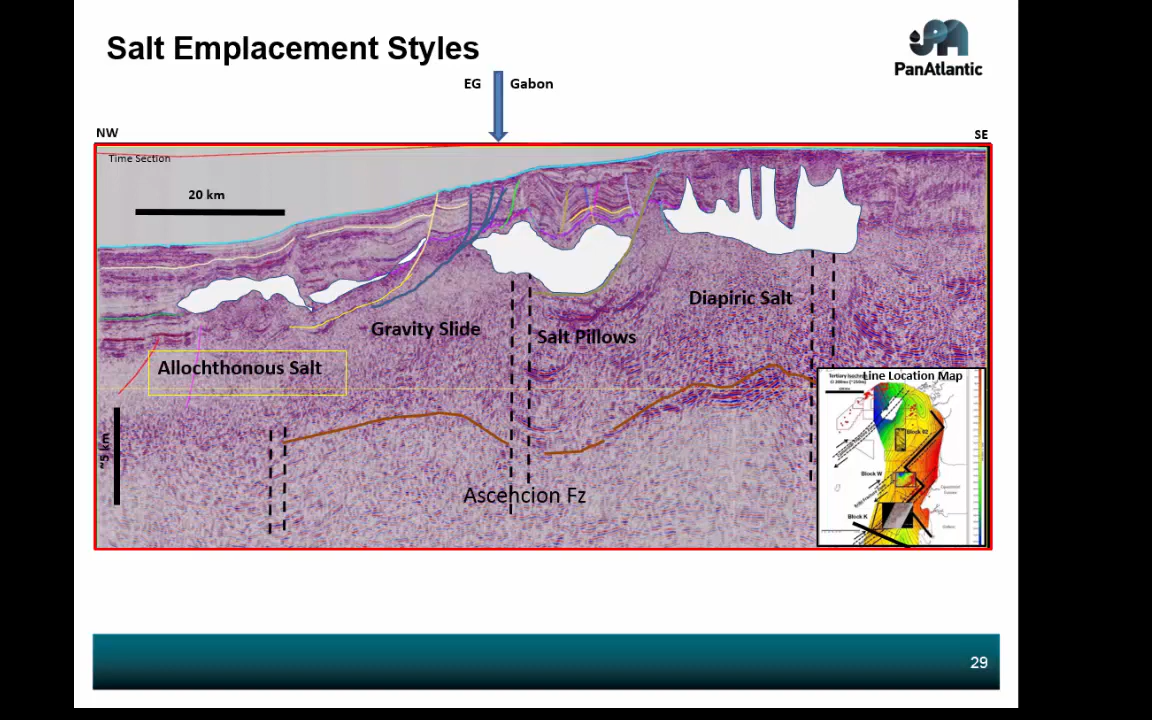 Salt Emplacement Styles
PanAtlantic
EG
Gabon
NW
SE
Time Section
20 km
Diapiric Salt
Gravity Slide
Salt Pillows
Allochthonous Salt
Line Location Map
Block W
Block K
~5 km
Ascencion Fz
29